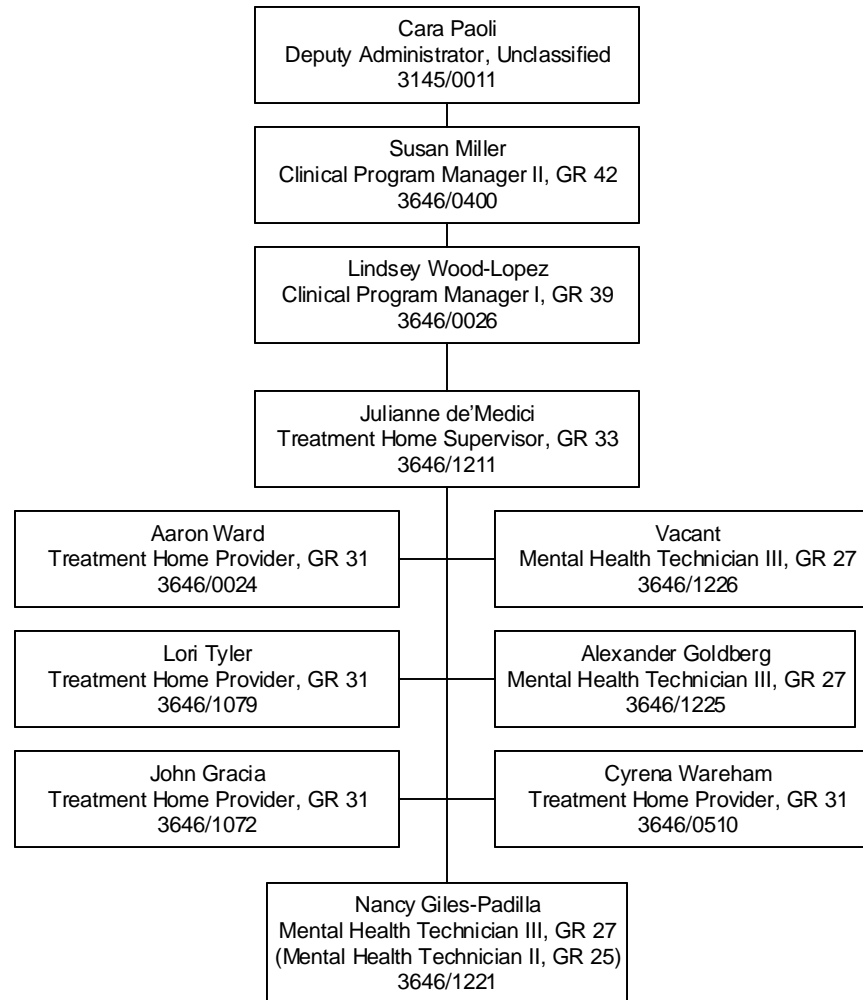 Cara Paoli
Deputy Administrator, Unclassified
3145/0011
Susan Miller
Clinical Program Manager II, GR 42
3646/0400
Lindsey Wood-Lopez
Clinical Program Manager I, GR 39
3646/0026
Julianne de’Medici
Treatment Home Supervisor, GR 33
3646/1211
Aaron Ward
Treatment Home Provider, GR 31
3646/0024
Vacant
Mental Health Technician III, GR 27
3646/1226
Lori Tyler
Treatment Home Provider, GR 31
3646/1079
Alexander Goldberg
Mental Health Technician III, GR 27
3646/1225
John Gracia
Treatment Home Provider, GR 31
3646/1072
Cyrena Wareham
Treatment Home Provider, GR 31
3646/0510
Nancy Giles-Padilla
Mental Health Technician III, GR 27
(Mental Health Technician II, GR 25)
3646/1221